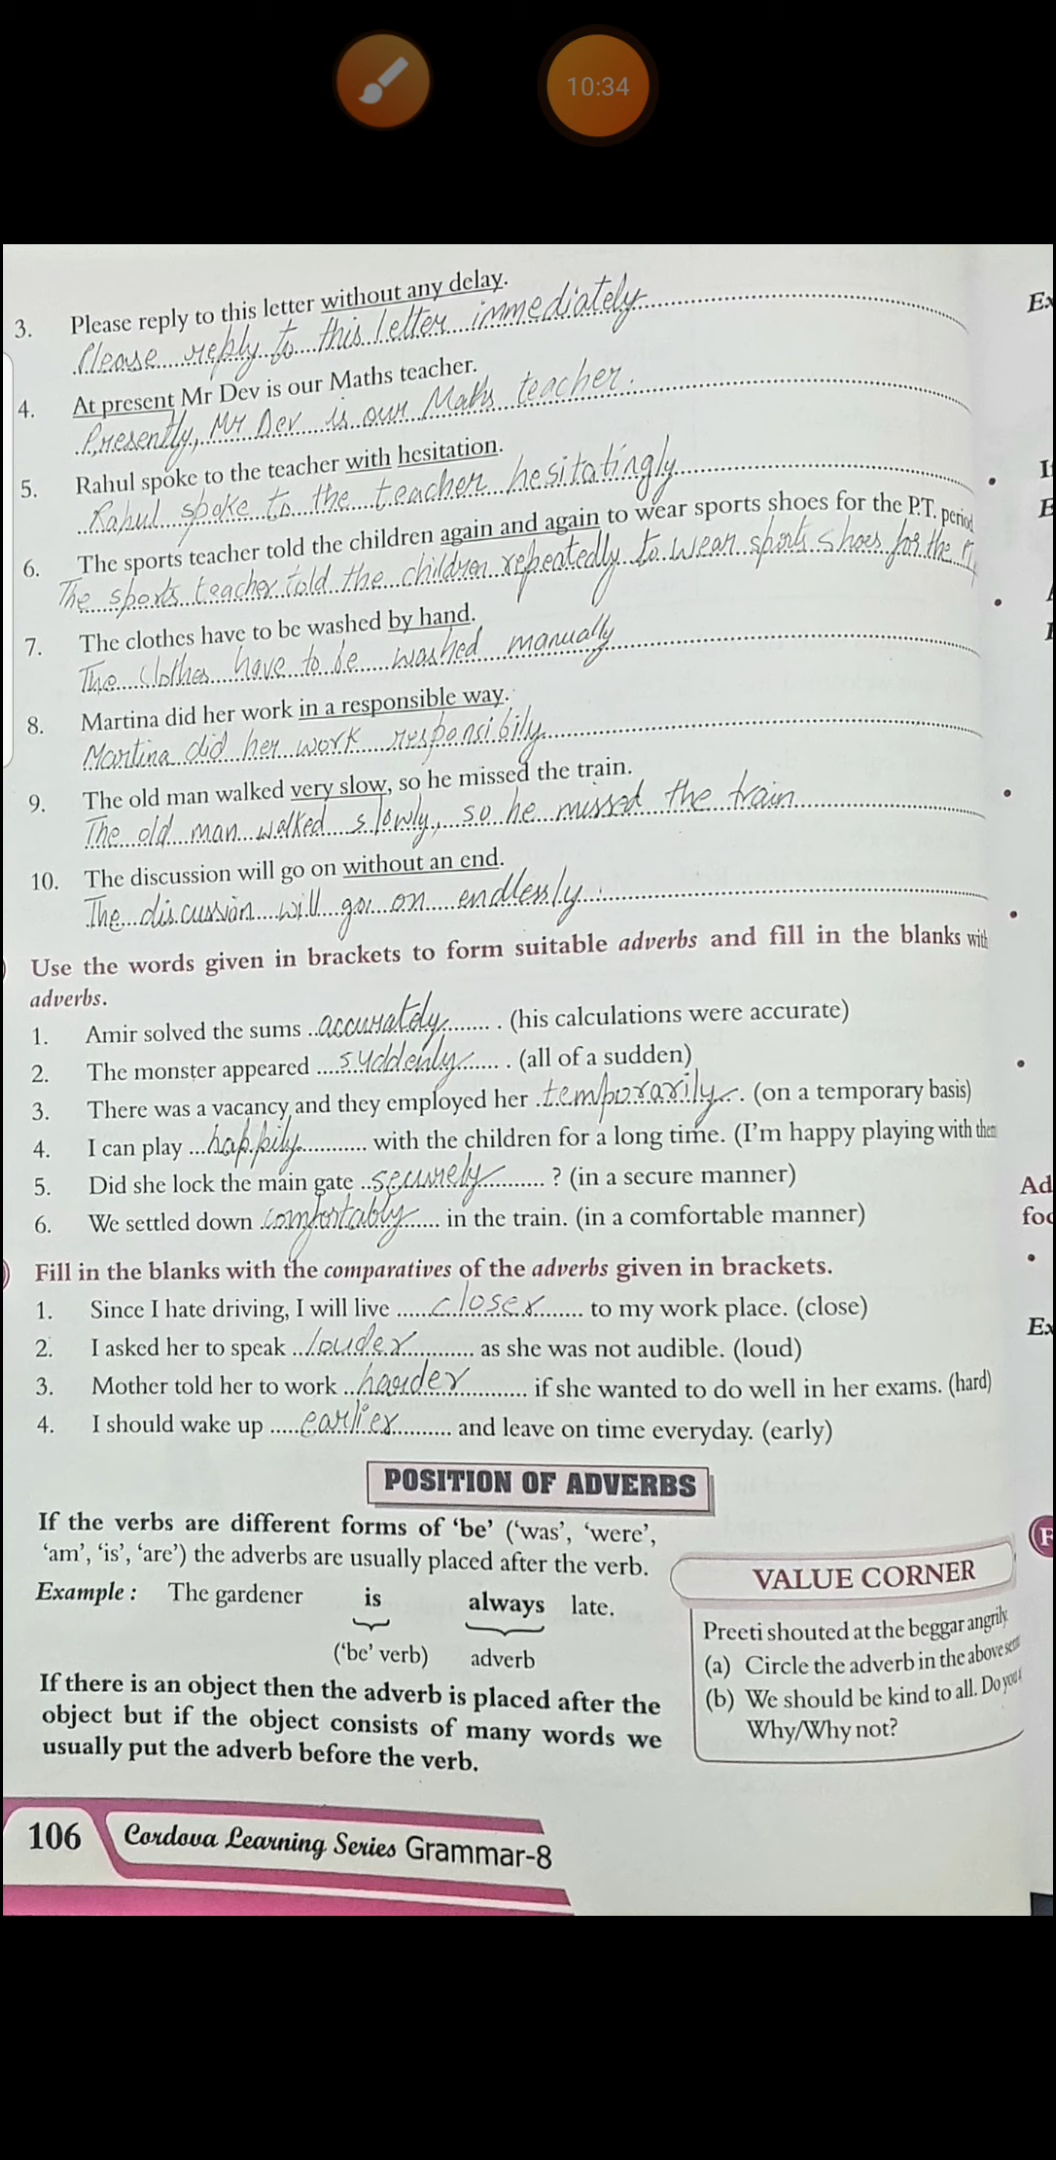 10:34
3. Please reply to this letter without any delay.
Please reply to this letter immediately
4. At present Mr Dev is our Maths teacher.
Presently, Mr Dev is our Maths teacher.
5. Rahul spoke to the teacher with hesitation.
Rahul spoke to the teacher hesitatingly
6. The sports teacher told the children again and again to wear sports shoes for the P.T. period
The sports teacher told the children repeatedly to wear sports shoes for the
7. The clothes have to be washed by hand.
The clothes have to be washed manually
8. Martina did her work in a responsible way.
Martina did her work responsibily
9. The old man walked very slow, so he missed the train.
The old man walked slowly, so he missed the train
10. The discussion will go on without an end.
The discussion will go on endlessly.
Use the words given in brackets to form suitable adverbs and fill in the blanks with
adverbs.
1. Amir solved the sums accurately. (his calculations were accurate)
2. The monster appeared suddenly. (all of a sudden)
3. There was a vacancy and they employed her temporarily. (on a temporary basis)
4. I can play happily with the children for a long time. (I'm happy playing with them
5. Did she lock the main gate securely ? (in a secure manner)
6. We settled down comfortably in the train. (in a comfortable manner)
Fill in the blanks with the comparatives of the adverbs given in brackets.
1. Since I hate driving, I will live closer to my work place. (close)
2. I asked her to speak louder as she was not audible. (loud)
3. Mother told her to work harder if she wanted to do well in her exams. (hard)
4. I should wake up earlier and leave on time everyday. (early)
POSITION OF ADVERBS
If the verbs are different forms of 'be' ('was', 'were',
'am', 'is', 'are') the adverbs are usually placed after the verb.
Example : The gardener is always late.
('be' verb) adverb
If there is an object then the adverb is placed after the
object but if the object consists of many words we
usually put the adverb before the verb.
VALUE CORNER
Preeti shouted at the beggar angrily
(a) Circle the adverb in the above
(b) We should be kind to all. Do you
Why/Why not?
106 Cordova Learning Series Grammar-8